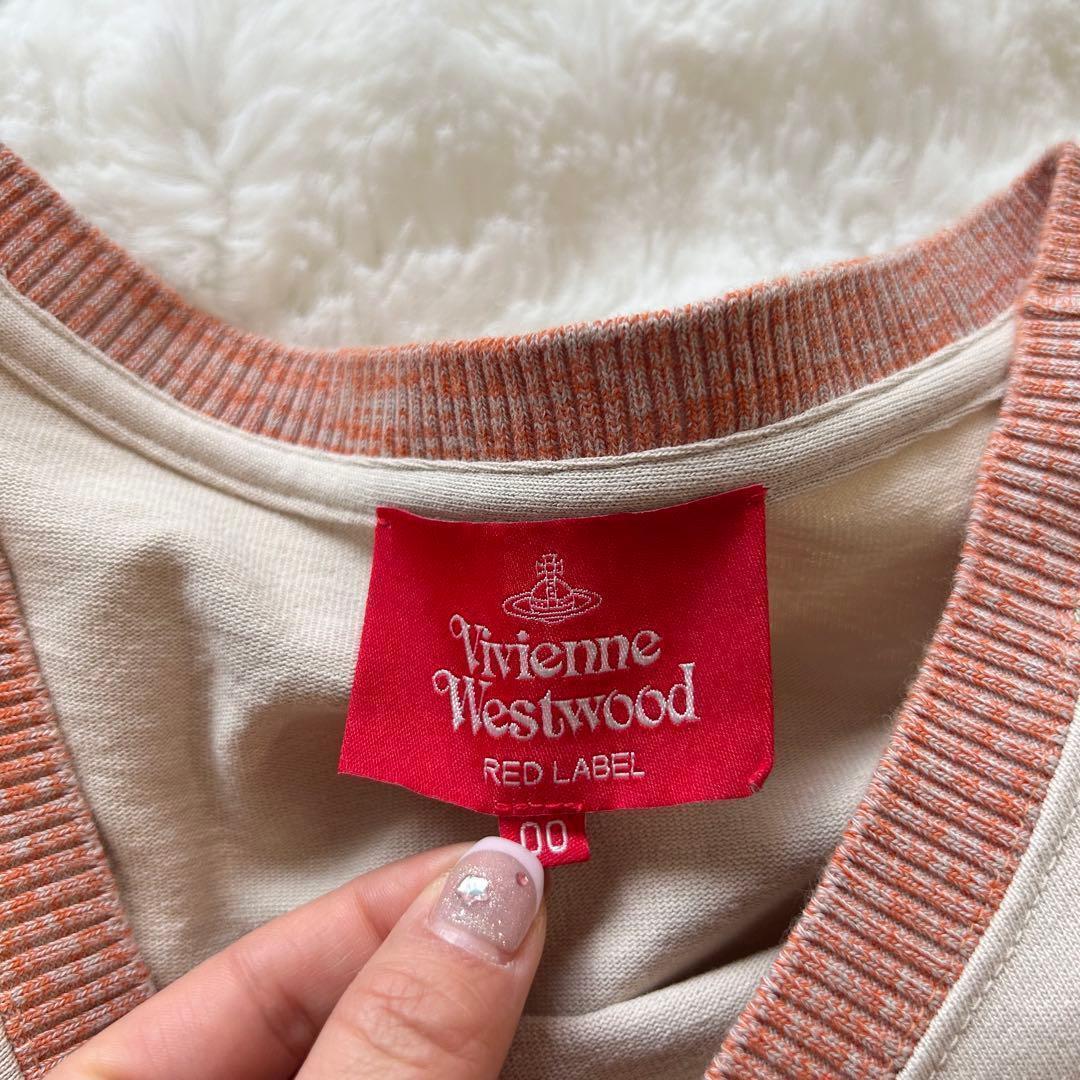 Vivienne
Westwood
RED LABEL
00